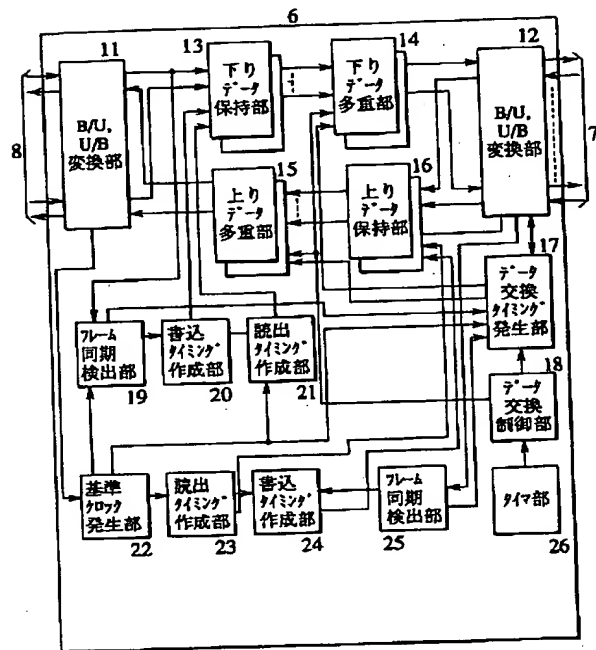 6
11
13
14
12
下り
データ
保持部
下り
データ
多重部
B/U,
U/B
変換部
B/U,
U/B
変換部
8
7
15
16
上り
データ
多重部
上り
データ
保持部
17
データ
交換
タイミング
発生部
フレーム
同期
検出部
書込
タイミング
作成部
読出
タイミング
作成部
18
19
20
21
データ
交換
制御部
基準
クロック
発生部
読出
タイミング
作成部
書込
タイミング
作成部
フレーム
同期
検出部
タイマ部
22
23
24
25
26